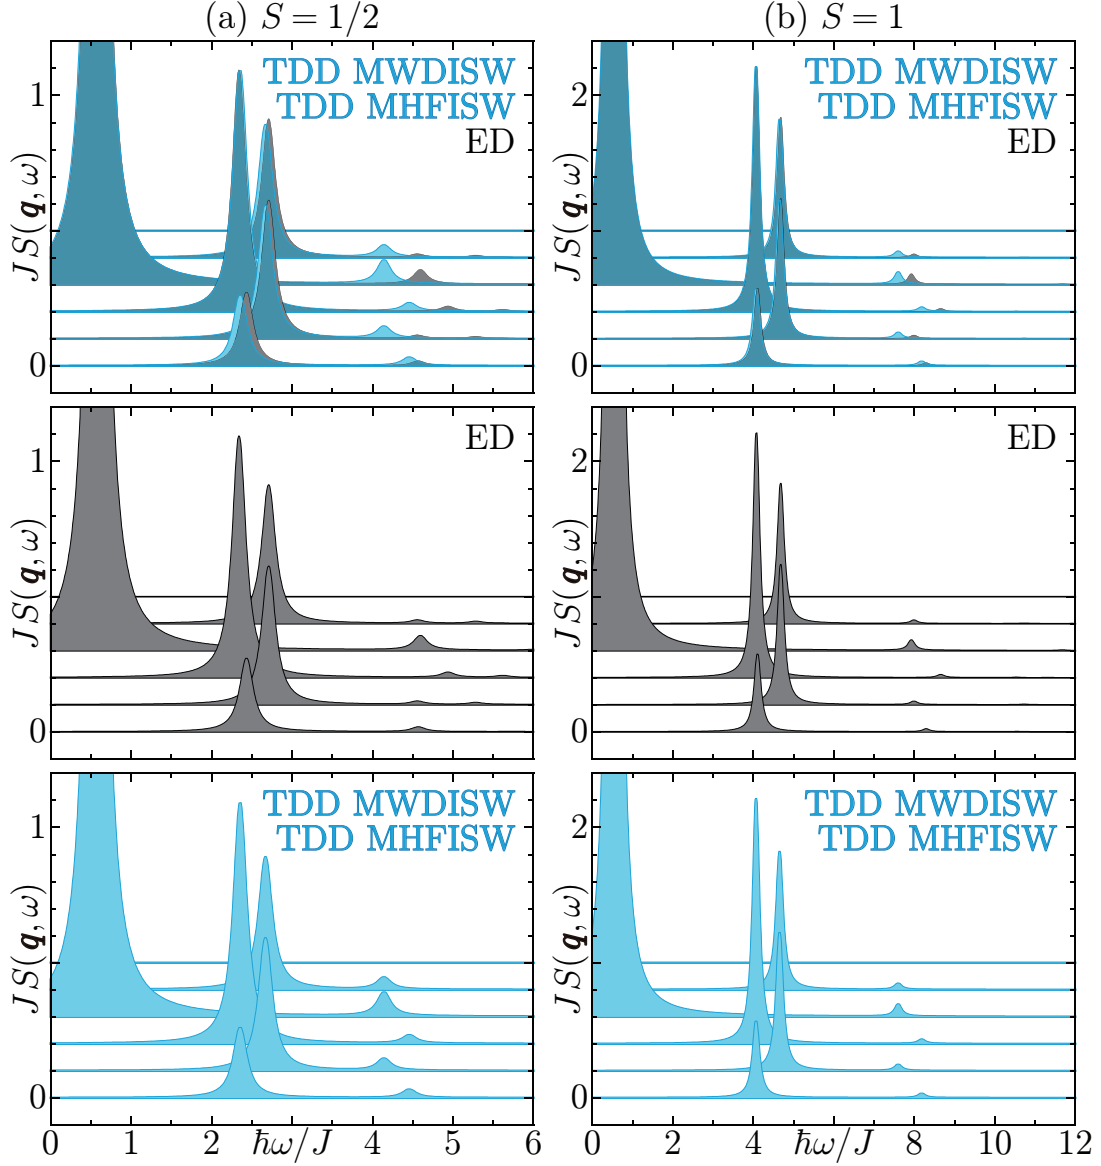 (a) S = 1/2
(b) S = 1
TDD MWDISW
TDD MHFISW
ED
1
0
JS(q, ω)
TDD MWDISW
TDD MHFISW
ED
2
0
JS(q, ω)
ED
1
0
JS(q, ω)
ED
2
0
JS(q, ω)
TDD MWDISW
TDD MHFISW
1
0
JS(q, ω)
TDD MWDISW
TDD MHFISW
2
0
JS(q, ω)
0 1 2 ħω/J 4 5 6
0 2 4 ħω/J 8 10 12